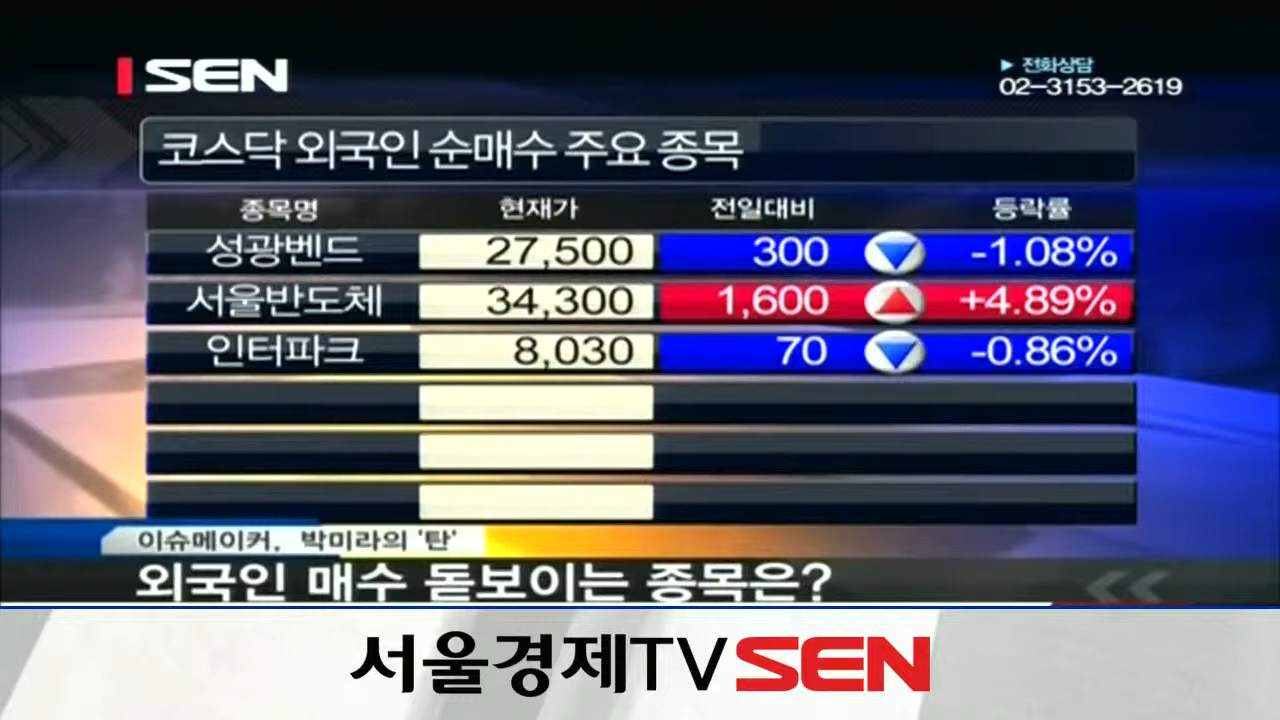 SEN
▶ 전화상담
02-3153-2619
코스닥 외국인 순매수 주요 종목
종목명 현재가 전일대비 등락률
성광벤드 27,500 300 ▼ -1.08%
서울반도체 34,300 1,600 ▲ +4.89%
인터파크 8,030 70 ▼ -0.86%
이슈메이커, 박미라의 '탄'
외국인 매수 돋보이는 종목은?
서울경제TV SEN